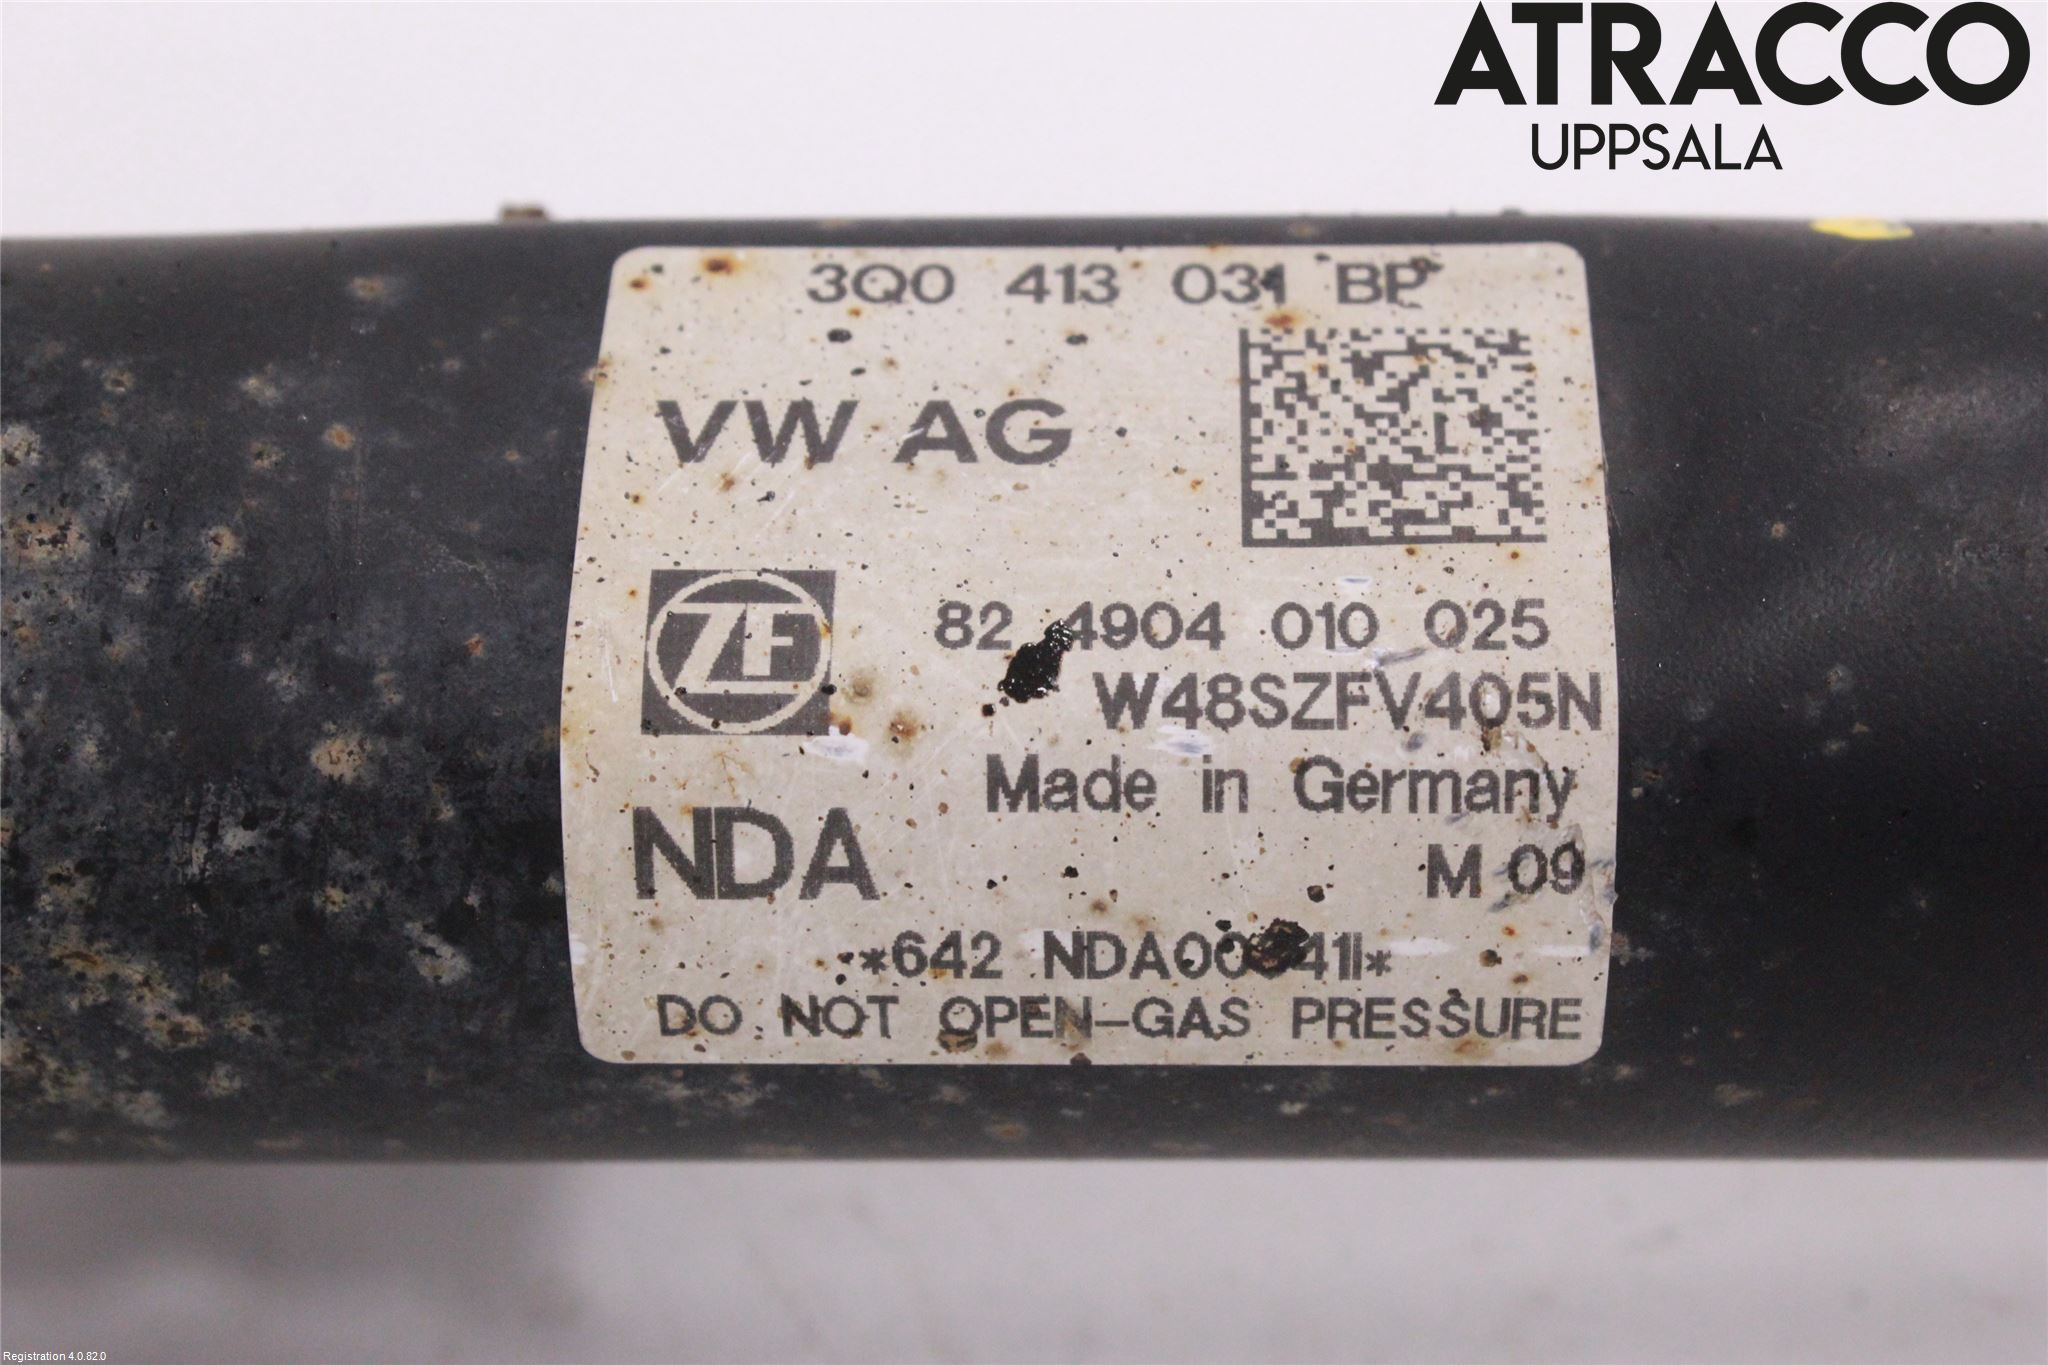 ATRACCO
UPPSALA
3Q0 413 031 BP
VW AG
ZF
82 4904 010 025
W48SZFV405N
Made in Germany
NDA
M 09
*642
DO NOT OPEN-GAS PRESSURE
Registration 4.0.82.0